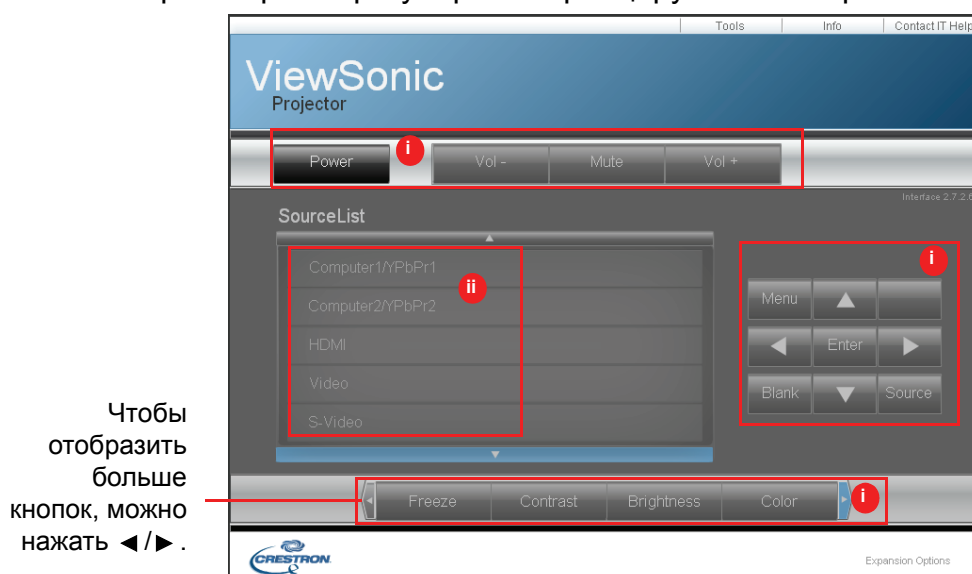 Tools Info Contact IT Help
ViewSonic
Projector
Power i Vol - Mute Vol +
Interface 2.7.2.
SourceList
Computer1/YPbPr1
ii
Computer2/YPbPr2
HDMI
Video
S-Video
i
Menu
Enter
Blank Source
Чтобы
отобразить
больше
кнопок, можно
нажать ◄/►.
Freeze Contrast Brightness Color i
CRESTRON
Expansion Options